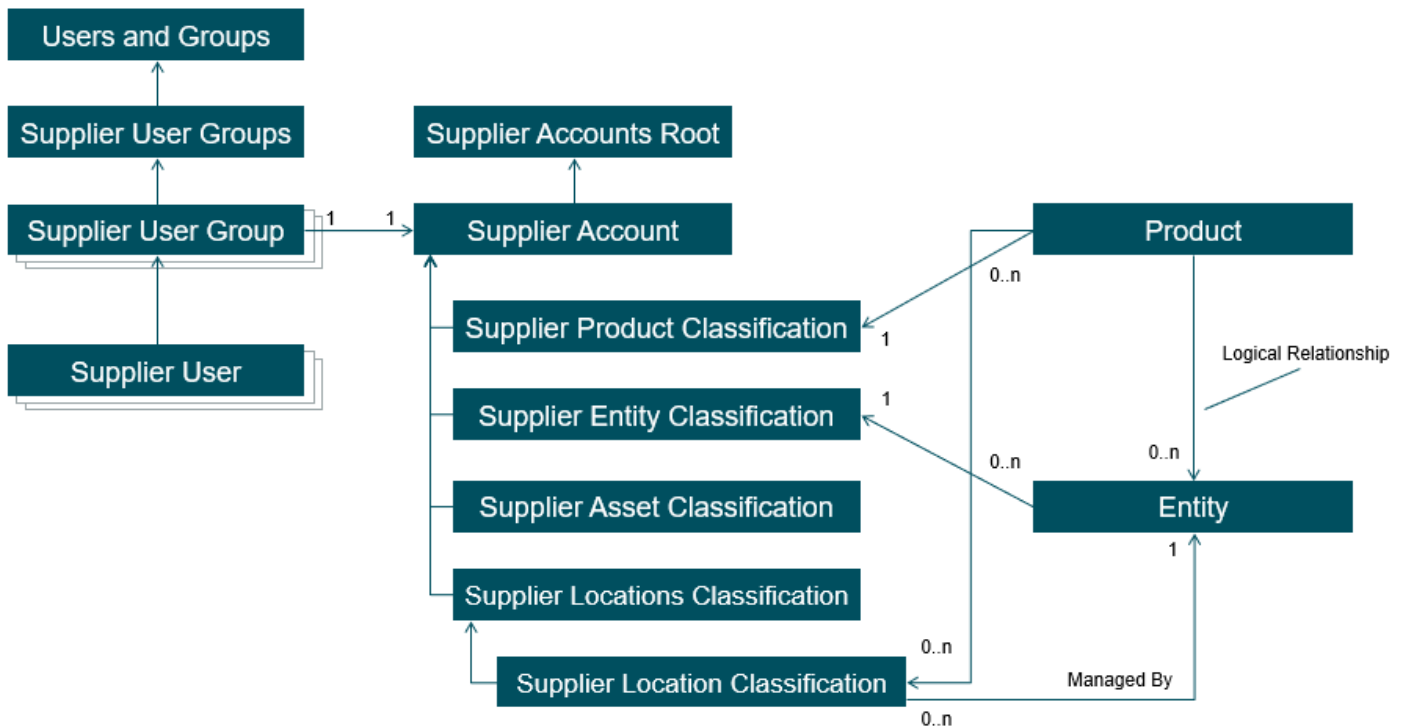 Users and Groups
Supplier User Groups
Supplier Accounts Root
Supplier User Group
1
1
Supplier Account
Product
0..n
Supplier Product Classification
1
Logical Relationship
Supplier User
Supplier Entity Classification
1
0..n
0..n
Supplier Asset Classification
Entity
1
Supplier Locations Classification
0..n
Supplier Location Classification
Managed By
0..n